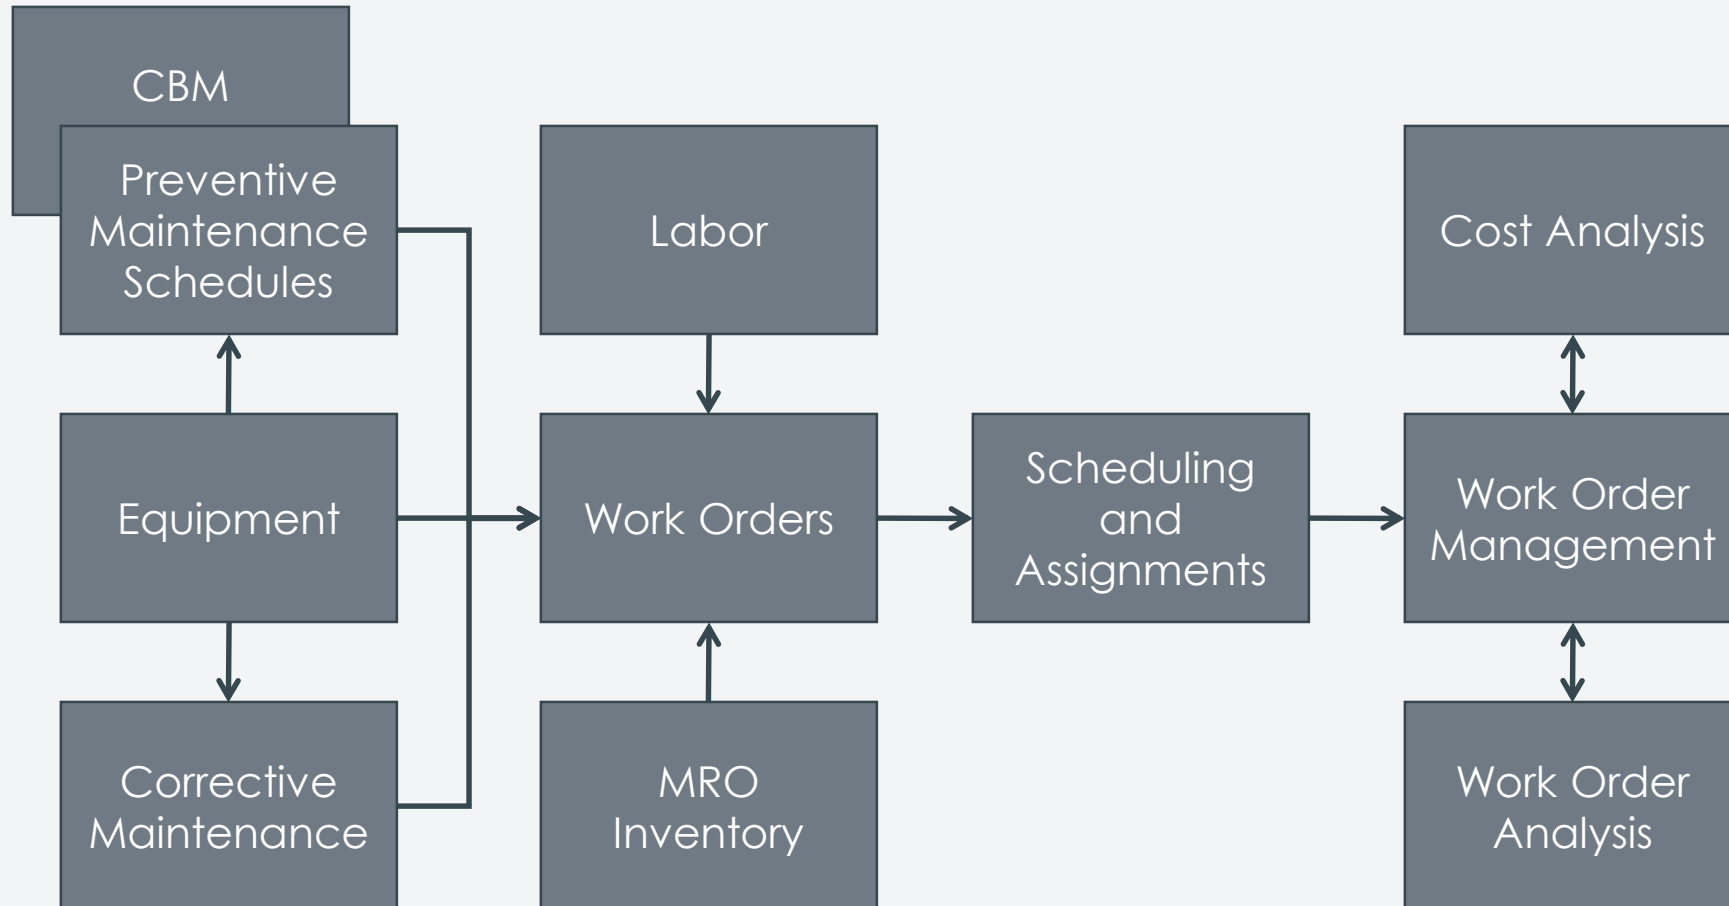 CBM
Preventive
Maintenance
Schedules
Labor
Cost Analysis
Equipment
Work Orders
Scheduling
and
Assignments
Work Order
Management
Corrective
Maintenance
MRO
Inventory
Work Order
Analysis